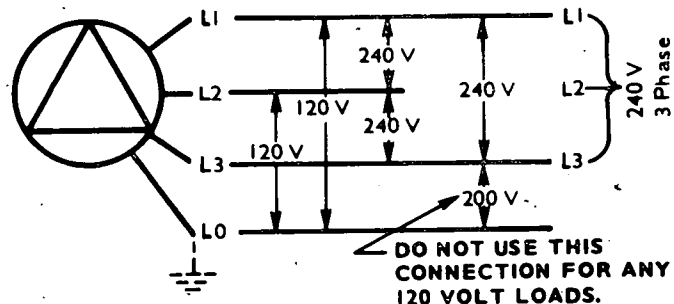 L1
L1
240 V
L2
120 V
240 V
L2
240 V
3 Phase
120 V
240 V
L3
L3
200 V
L0
DO NOT USE THIS
CONNECTION FOR ANY
120 VOLT LOADS.